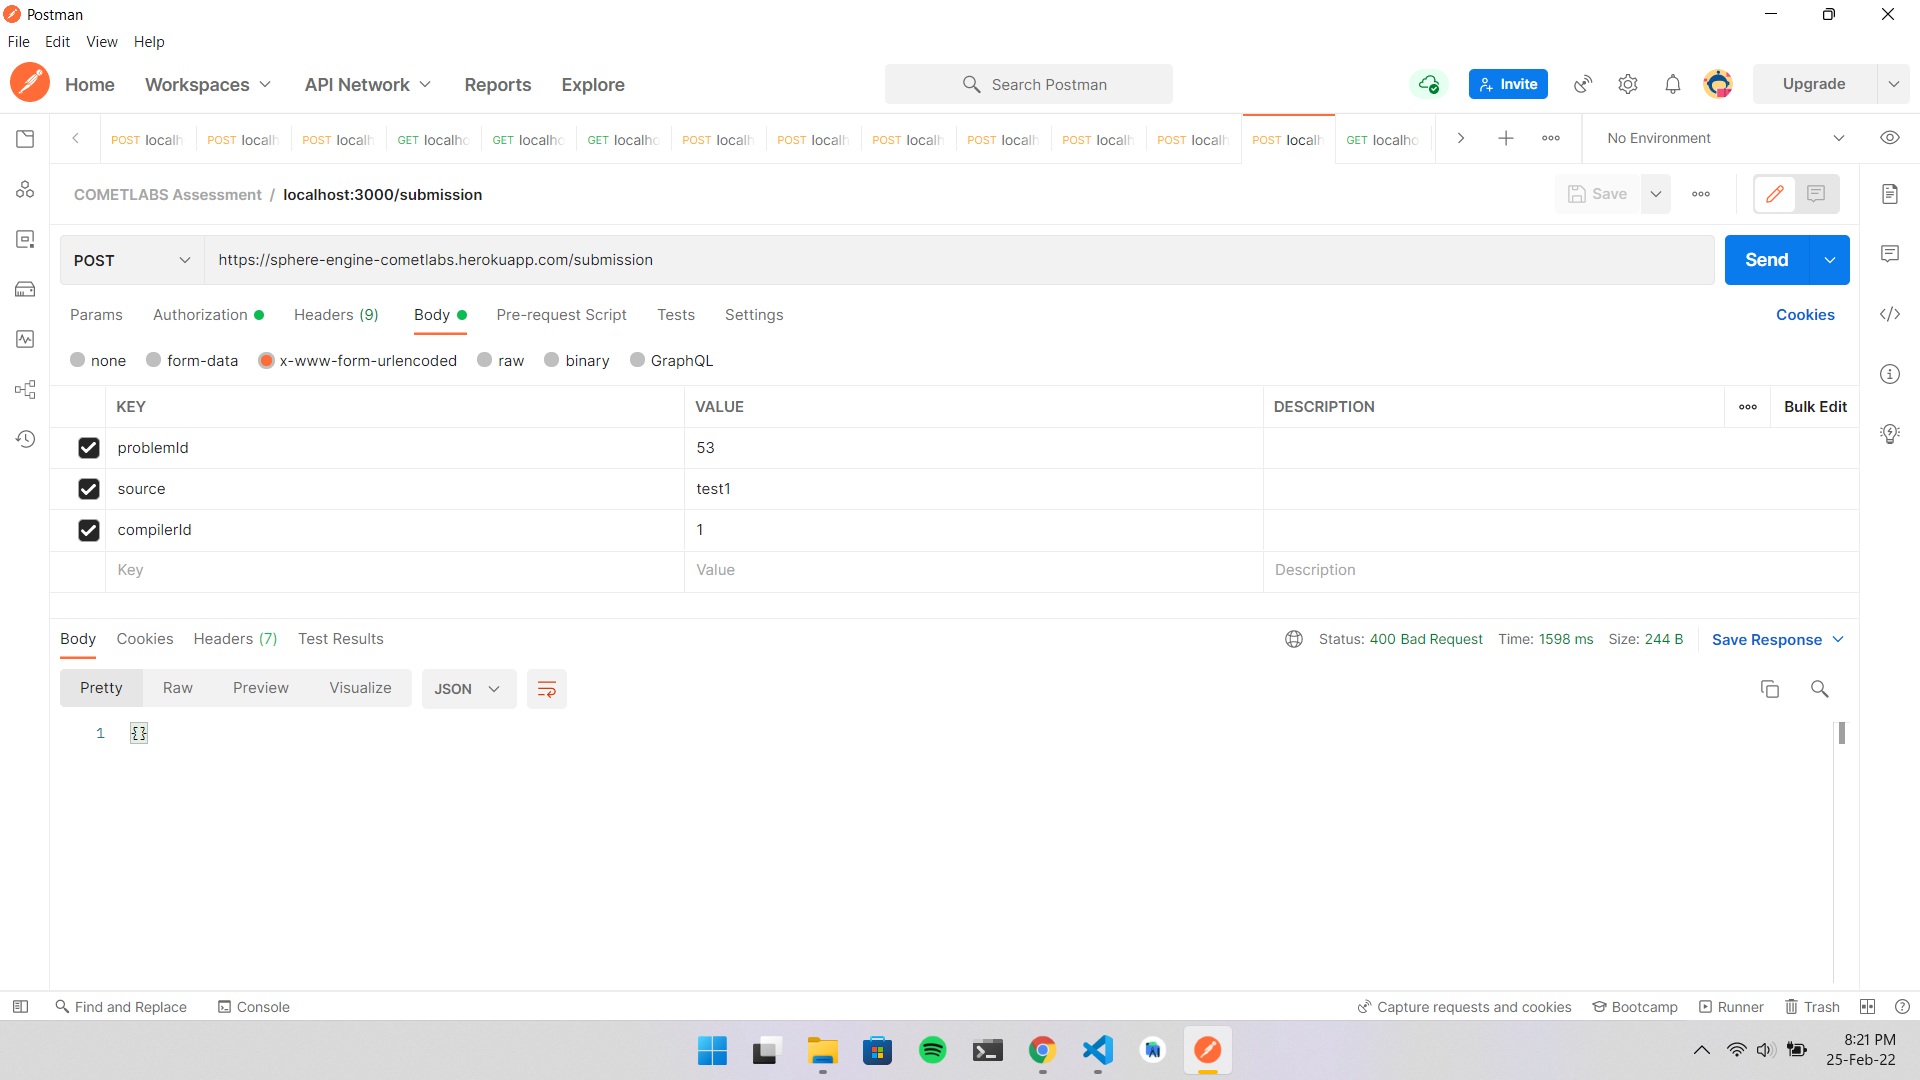 Postman
File Edit View Help
Home Workspaces API Network Reports Explore Search Postman Invite Upgrade
POST localh POST localh POST localh GET localho GET localho GET localho POST localh POST localh POST localh POST localh POST localh POST localh POST localh GET localho No Environment
COMETLABS Assessment / localhost:3000/submission Save
POST https://sphere-engine-cometlabs.herokuapp.com/submission Send
Params Authorization Headers (9) Body Pre-request Script Tests Settings Cookies
none form-data x-www-form-urlencoded raw binary GraphQL
KEY VALUE DESCRIPTION Bulk Edit
problemId 53
source test1
compilerId 1
Key Value Description
Body Cookies Headers (7) Test Results Status: 400 Bad Request Time: 1598 ms Size: 244 B Save Response
Pretty Raw Preview Visualize JSON
1 {}
Find and Replace Console Capture requests and cookies Bootcamp Runner Trash
8:21 PM
25-Feb-22